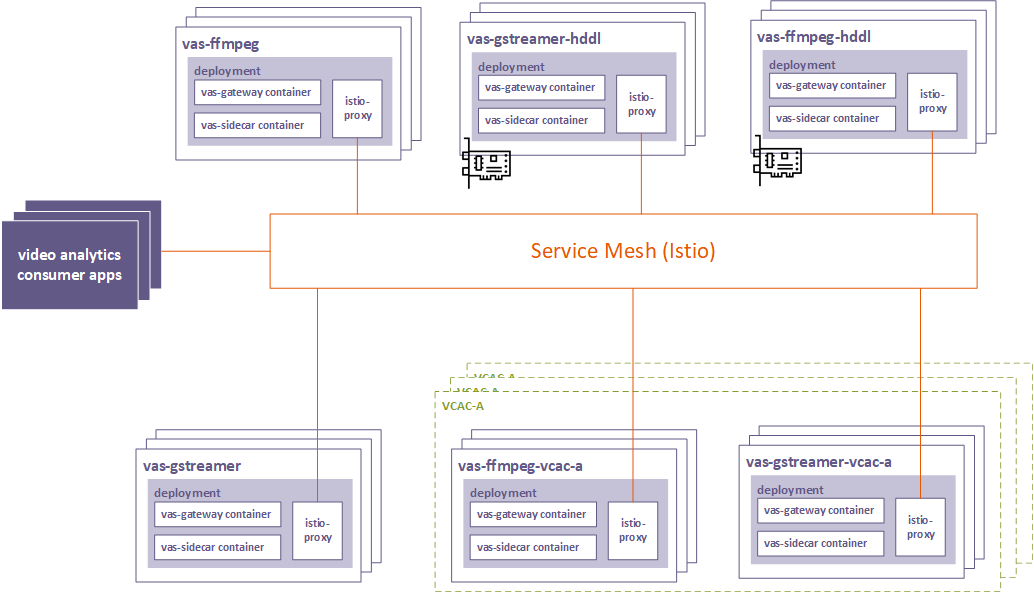 vas-ffmpeg
deployment
vas-gateway container
vas-sidecar container
istio-
proxy
vas-gstreamer-hddl
deployment
vas-gateway container
vas-sidecar container
istio-
proxy
vas-ffmpeg-hddl
deployment
vas-gateway container
vas-sidecar container
istio-
proxy
video analytics
consumer apps
Service Mesh (Istio)
VCAC-A
VCAC-A
VCAC-A
vas-gstreamer
deployment
vas-gateway container
vas-sidecar container
istio-
proxy
vas-ffmpeg-vcac-a
deployment
vas-gateway container
vas-sidecar container
istio-
proxy
vas-gstreamer-vcac-a
deployment
vas-gateway container
vas-sidecar container
istio-
proxy